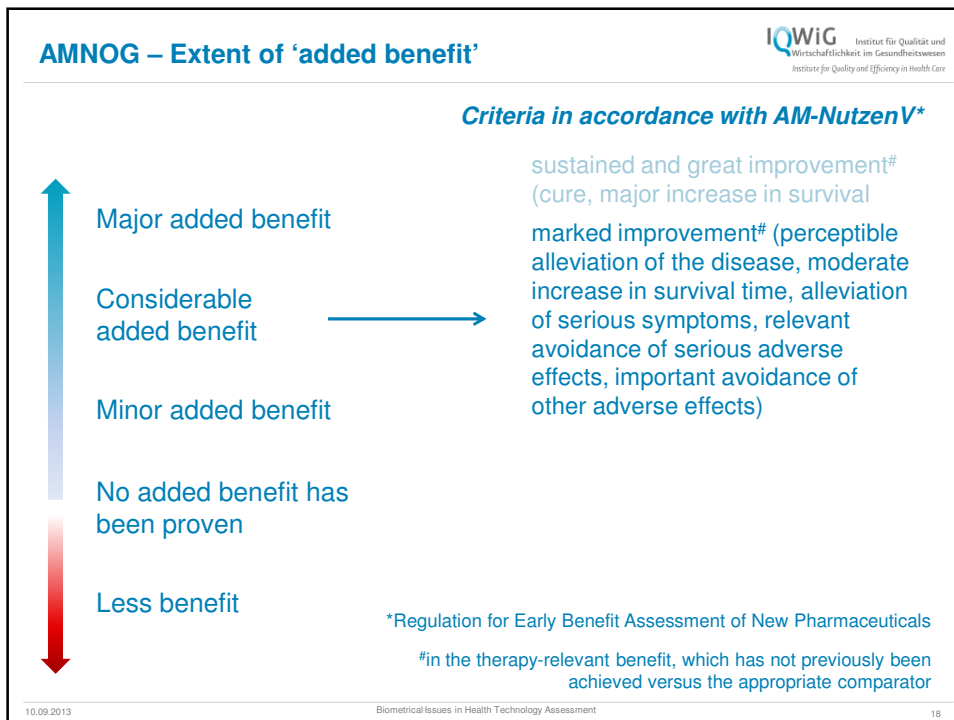 AMNOG – Extent of ‘added benefit’
IQWiG Institut für Qualität und
Wirtschaftlichkeit im Gesundheitswesen
Institute for Quality and Efficiency in Health Care
Criteria in accordance with AM-NutzenV*
sustained and great improvement#
(cure, major increase in survival
Major added benefit
marked improvement# (perceptible
alleviation of the disease, moderate
increase in survival time, alleviation
of serious symptoms, relevant
avoidance of serious adverse
effects, important avoidance of
other adverse effects)
Considerable
added benefit
Minor added benefit
No added benefit has
been proven
Less benefit
*Regulation for Early Benefit Assessment of New Pharmaceuticals
#in the therapy-relevant benefit, which has not previously been
achieved versus the appropriate comparator
10.09.2013
Biometrical Issues in Health Technology Assessment
18